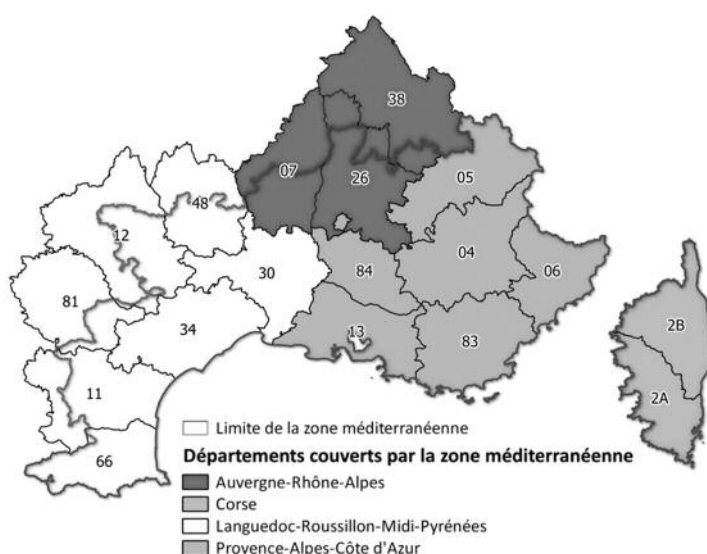 38
07
26
05
48
12
30
84
04
06
81
34
13
83
2B
11
2A
66
Limite de la zone méditerranéenne
Départements couverts par la zone méditerranéenne
Auvergne-Rhône-Alpes
Corse
Languedoc-Roussillon-Midi-Pyrénées
Provence-Alpes-Côte d'Azur